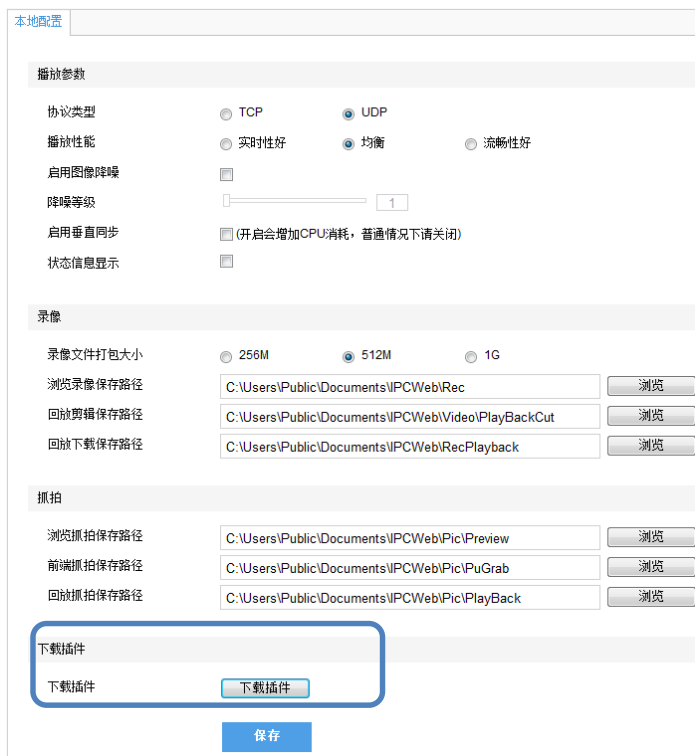 本地配置
播放参数
协议类型 TCP UDP
播放性能 实时性好 均衡 流畅性好
启用图像降噪
降噪等级 1
启用垂直同步 (开启会增加CPU消耗，普通情况下请关闭)
状态信息显示
录像
录像文件打包大小 256M 512M 1G
浏览录像保存路径 C:\Users\Public\Documents\IPCWeb\Rec 浏览
回放剪辑保存路径 C:\Users\Public\Documents\IPCWeb\Video\PlayBackCut 浏览
回放下载保存路径 C:\Users\Public\Documents\IPCWeb\RecPlayback 浏览
抓拍
浏览抓拍保存路径 C:\Users\Public\Documents\IPCWeb\Pic\Preview 浏览
前端抓拍保存路径 C:\Users\Public\Documents\IPCWeb\Pic\PuGrab 浏览
回放抓拍保存路径 C:\Users\Public\Documents\IPCWeb\Pic\PlayBack 浏览
下载插件
下载插件 下载插件
保存